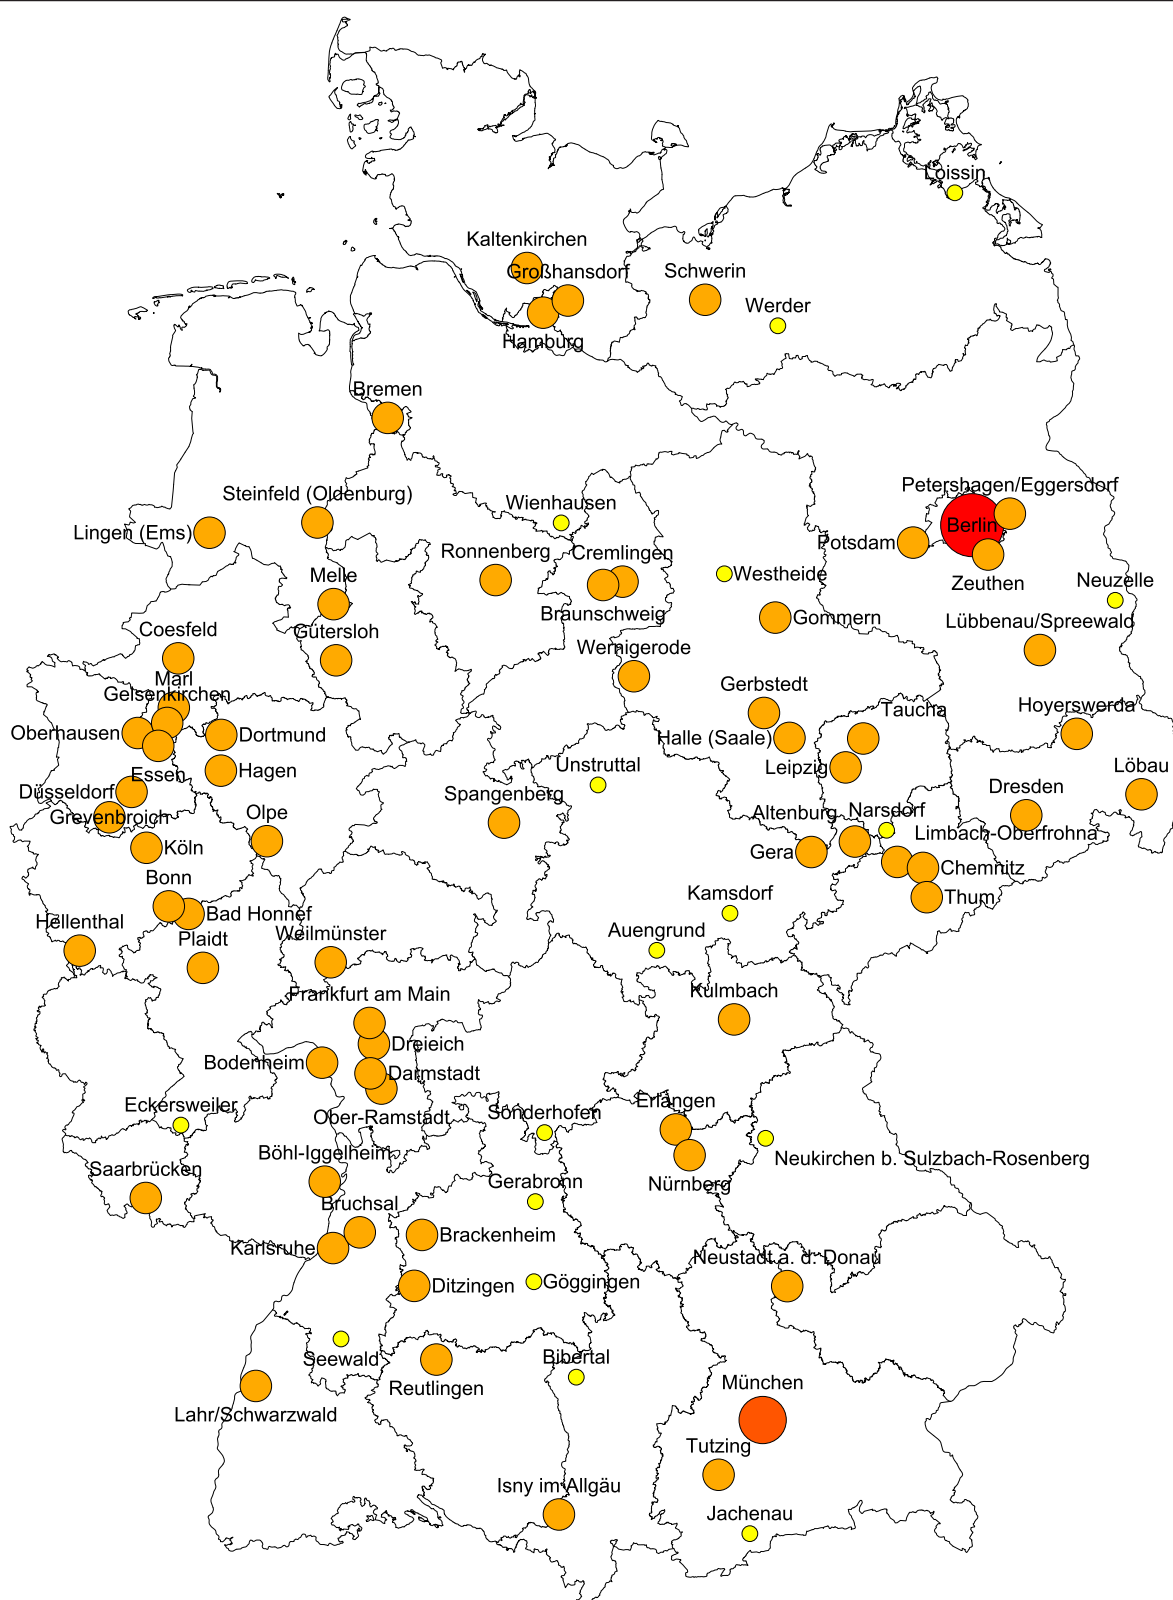 Loissin
Kaltenkirchen
Großhansdorf
Schwerin
Werder
Hamburg
Bremen
Petershagen/Eggersdorf
Steinfeld (Oldenburg)
Wienhausen
Berlin
Lingen (Ems)
Potsdam
Ronnenberg
Cremlingen
Westheide
Melle
Zeuthen
Neuzelle
Braunschweig
Gommern
Lübbenau/Spreewald
Coesfeld
Gütersloh
Wernigerode
Marl
Gelsenkirchen
Gerbstedt
Taucha
Hoyerswerda
Oberhausen
Dortmund
Halle (Saale)
Essen
Hagen
Unstruttal
Leipzig
Löbau
Düsseldorf
Spangenberg
Dresden
Grevenbroich
Olpe
Altenburg
Narsdorf
Limbach-Oberfrohna
Köln
Gera
Chemnitz
Bonn
Kamsdorf
Thum
Bad Honnef
Hellenthal
Plaidt
Weilmünster
Auengrund
Frankfurt am Main
Kulmbach
Dreieich
Bodenheim
Darmstadt
Eckersweiler
Ober-Ramstadt
Sonderhofen
Erlangen
Böhl-Iggelheim
Neukirchen b. Sulzbach-Rosenberg
Saarbrücken
Gerabronn
Nürnberg
Bruchsal
Brackenheim
Karlsruhe
Neustadt a. d. Donau
Ditzingen
Göggingen
Seewald
Bibertal
Reutlingen
München
Lahr/Schwarzwald
Tutzing
Isny im Allgäu
Jachenau